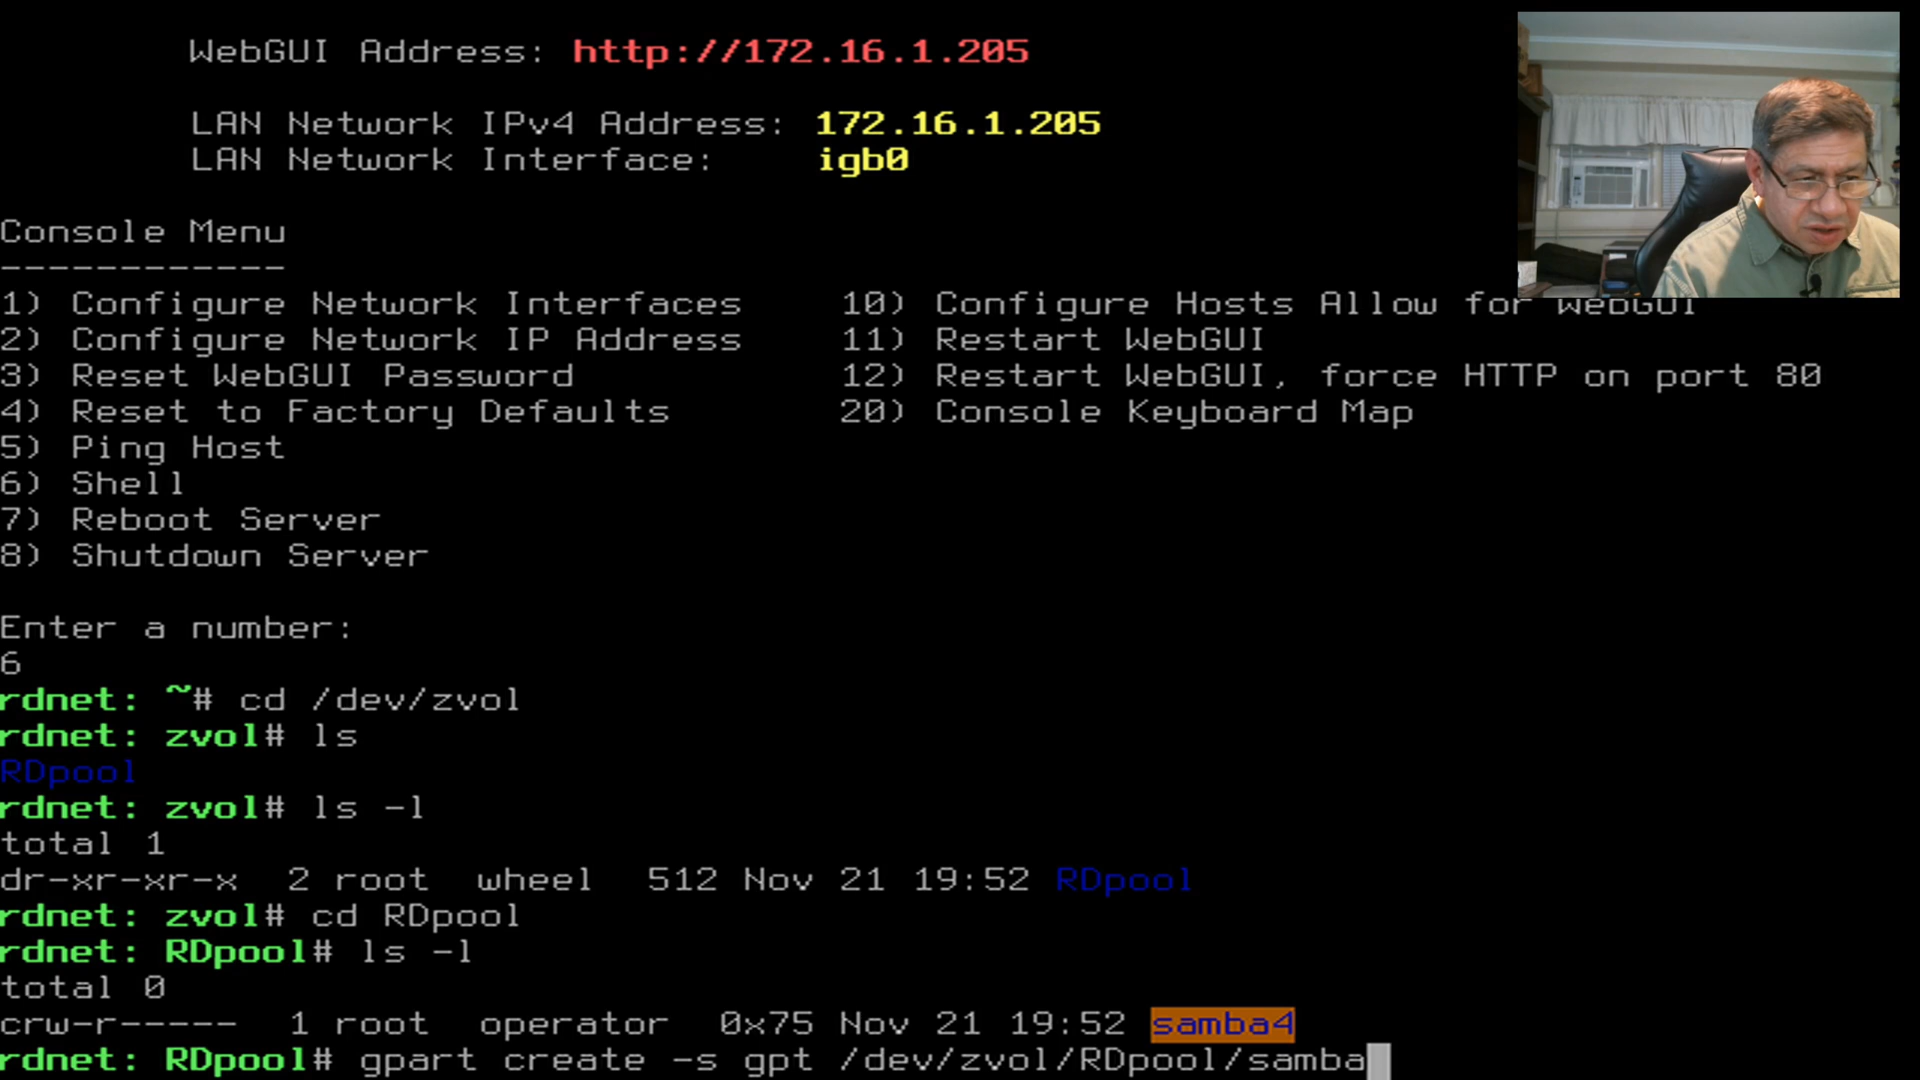 WebGUI Address: http://172.16.1.205
LAN Network IPv4 Address: 172.16.1.205
LAN Network Interface: igb0
Console Menu
------------
1) Configure Network Interfaces 10) Configure Hosts Allow for WebGUI
2) Configure Network IP Address 11) Restart WebGUI
3) Reset WebGUI Password 12) Restart WebGUI, force HTTP on port 80
4) Reset to Factory Defaults 20) Console Keyboard Map
5) Ping Host
6) Shell
7) Reboot Server
8) Shutdown Server
Enter a number:
6
rdnet: ~# cd /dev/zvol
rdnet: zvol# ls
RDpool
rdnet: zvol# ls -l
total 1
dr-xr-xr-x 2 root wheel 512 Nov 21 19:52 RDpool
rdnet: zvol# cd RDpool
rdnet: RDpool# ls -l
total 0
crw-r----- 1 root operator 0x75 Nov 21 19:52 samba4
rdnet: RDpool# gpart create -s gpt /dev/zvol/RDpool/samba